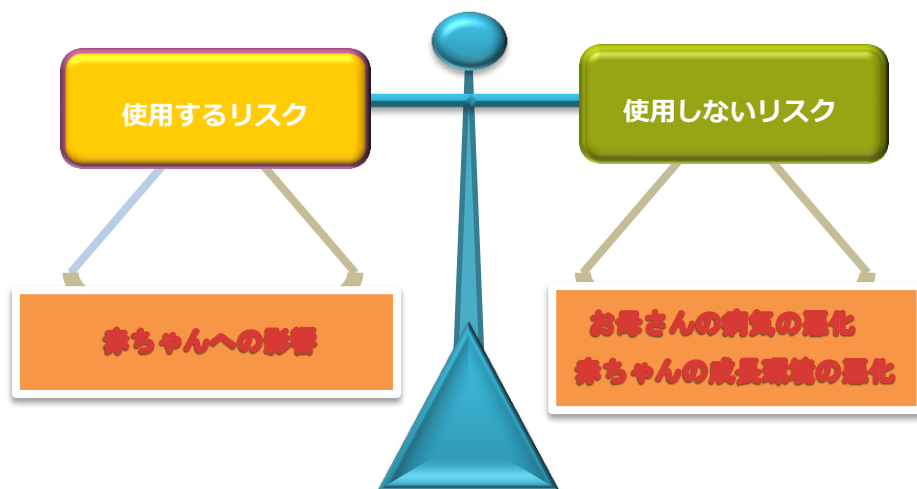 使用するリスク
使用しないリスク
赤ちゃんへの影響
お母さんの病気の悪化
赤ちゃんの成長環境の悪化